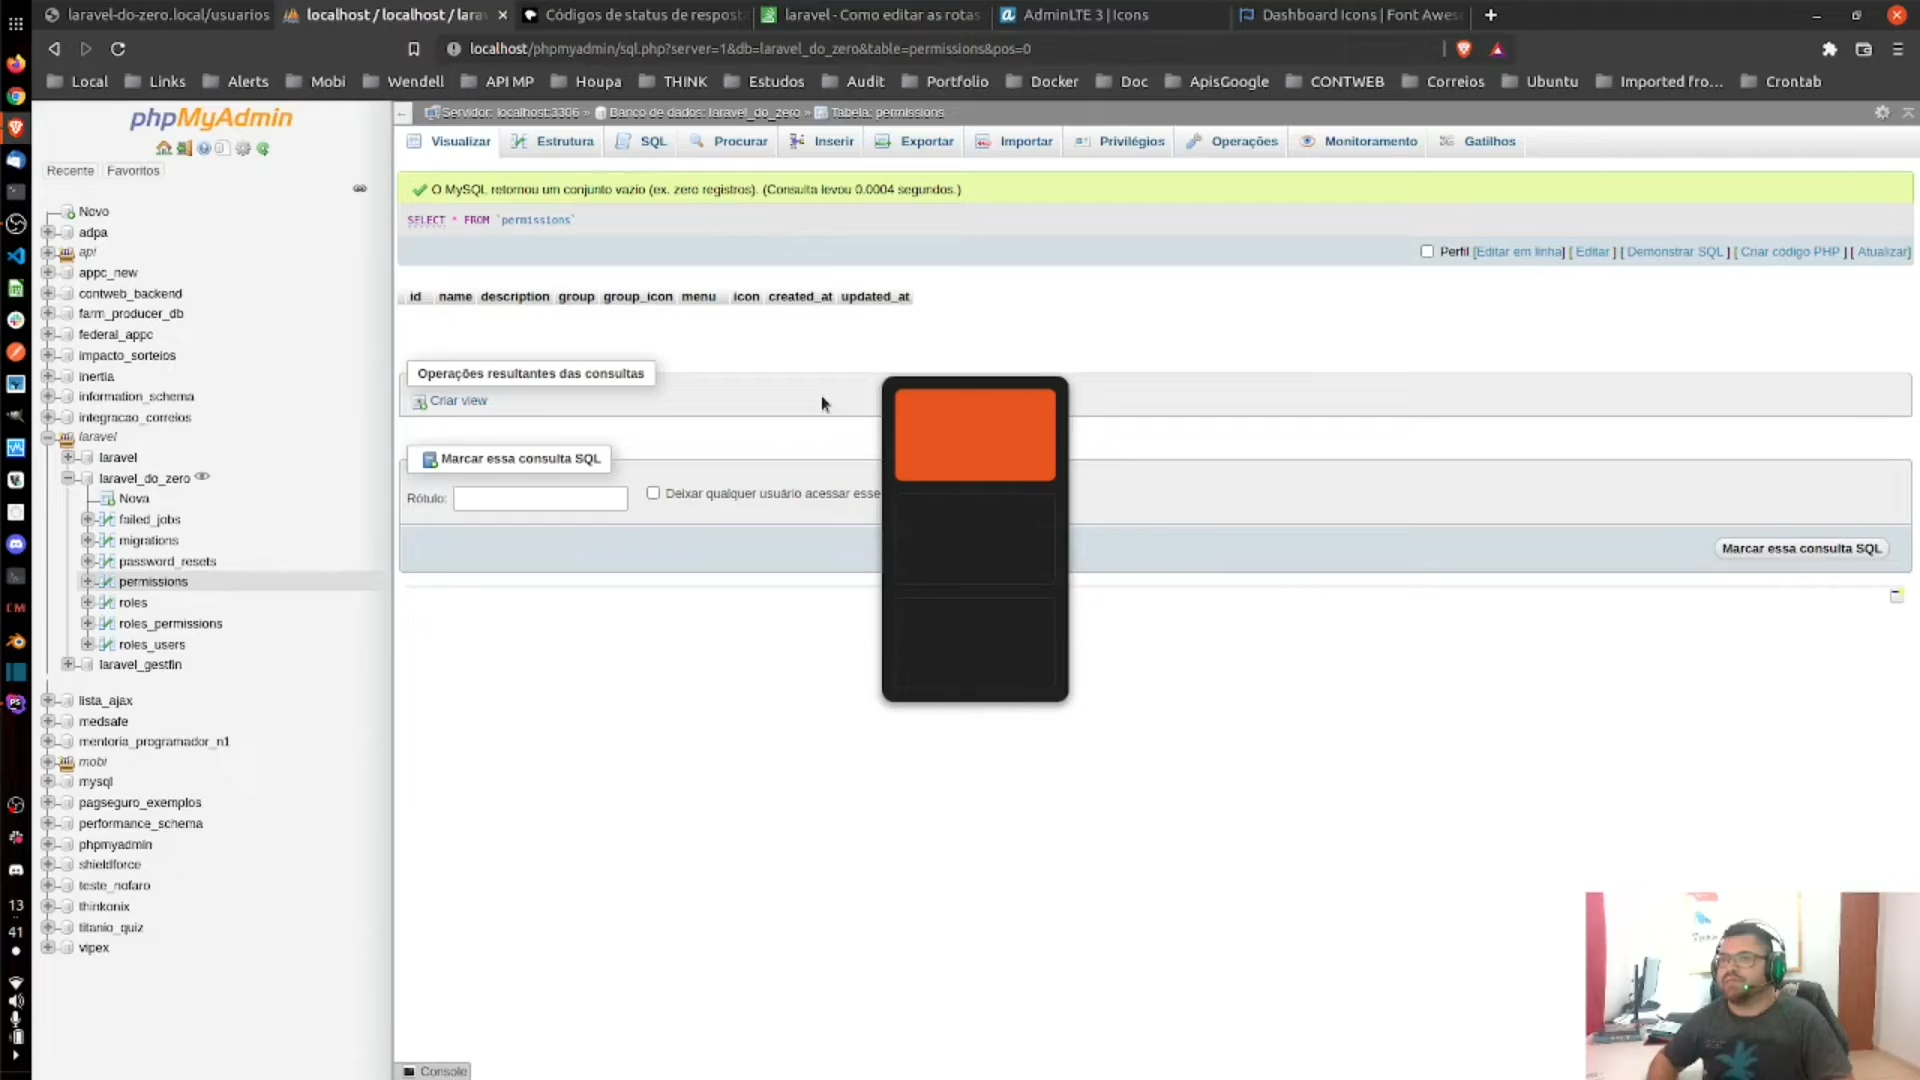 laravel-do-zero.local/usuarios
localhost / localhost / lara
Códigos de status de respost
laravel - Como editar as rotas
AdminLTE 3 | Icons
Dashboard Icons | Font Awes
localhost/phpmyadmin/sql.php?server=1&db=laravel_do_zero&table=permissions&pos=0
Local
Links
Alerts
Mobi
Wendell
API MP
Houpa
THINK
Estudos
Audit
Portfolio
Docker
Doc
ApisGoogle
CONTWEB
Correios
Ubuntu
Imported fro...
Crontab
phpMyAdmin
Recente
Favoritos
Novo
adpa
api
appc_new
contweb_backend
farm_producer_db
federal_appc
impacto_sorteios
inertia
information_schema
integracao_correios
laravel
laravel
laravel_do_zero
Nova
failed_jobs
migrations
password_resets
permissions
roles
roles_permissions
roles_users
laravel_gestfin
lista_ajax
medsafe
mentoria_programador_n1
mobi
mysql
pagseguro_exemplos
performance_schema
phpmyadmin
shieldforce
teste_nofaro
thinkonix
titanio_quiz
vipex
13
41
Servidor: localhost:3306 » Banco de dados: laravel_do_zero » Tabela: permissions
Visualizar
Estrutura
SQL
Procurar
Inserir
Exportar
Importar
Privilégios
Operações
Monitoramento
Gatilhos
O MySQL retornou um conjunto vazio (ex. zero registros). (Consulta levou 0.0004 segundos.)
SELECT * FROM `permissions`
Perfil [Editar em linha] [ Editar ] [ Demonstrar SQL ] [ Criar código PHP ] [ Atualizar]
id name description group group_icon menu icon created_at updated_at
Operações resultantes das consultas
Criar view
Marcar essa consulta SQL
Rótulo:
Deixar qualquer usuário acessar esse
Marcar essa consulta SQL
Console